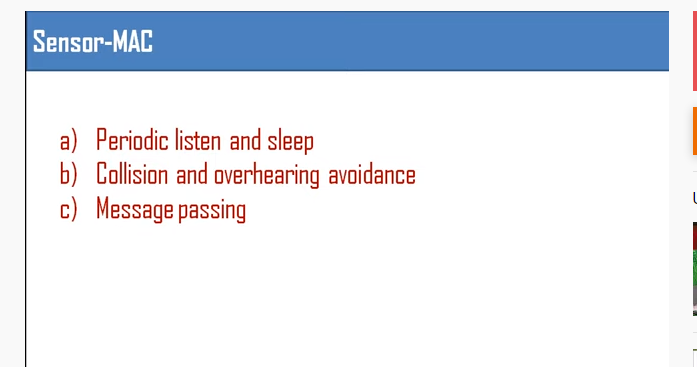 Sensor-MAC
a) Periodic listen and sleep
b) Collision and overhearing avoidance
c) Message passing